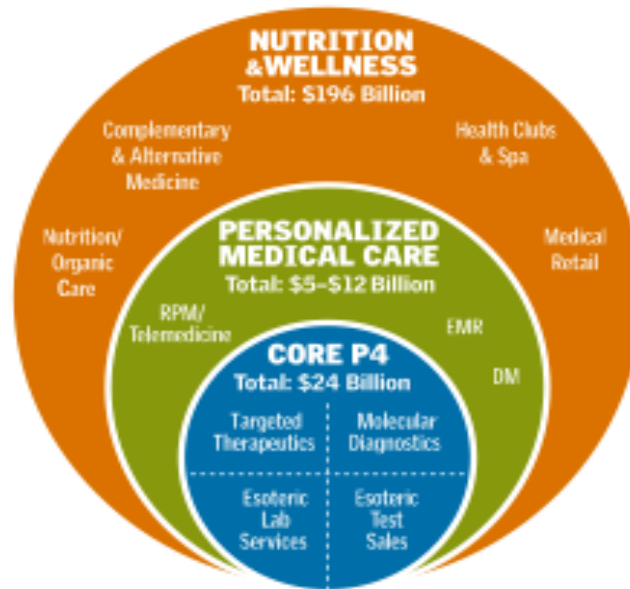 NUTRITION
&WELLNESS
Total: $196 Billion
Complementary
& Alternative
Medicine
Health Clubs
& Spa
Nutrition/
Organic
Care
Medical
Retail
PERSONALIZED
MEDICAL CARE
Total: $5–$12 Billion
RPM/
Telemedicine
EMR
DM
CORE P4
Total: $24 Billion
Targeted
Therapeutics
Molecular
Diagnostics
Esoteric
Lab
Services
Esoteric
Test
Sales